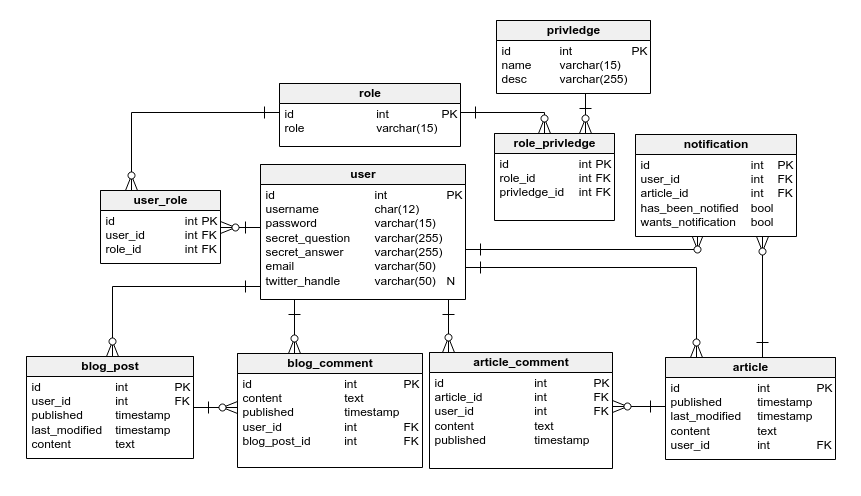 privledge
id int PK
name varchar(15)
desc varchar(255)
role
id int PK
role varchar(15)
role_privledge
id int PK
role_id int FK
privledge_id int FK
notification
id int PK
user_id int FK
article_id int FK
has_been_notified bool
wants_notification bool
user
id int PK
username char(12)
password varchar(15)
secret_question varchar(255)
secret_answer varchar(255)
email varchar(50)
twitter_handle varchar(50) N
user_role
id int PK
user_id int FK
role_id int FK
blog_post
id int PK
user_id int FK
published timestamp
last_modified timestamp
content text
blog_comment
id int PK
content text
published timestamp
user_id int FK
blog_post_id int FK
article_comment
id int PK
article_id int FK
user_id int FK
content text
published timestamp
article
id int PK
published timestamp
last_modified timestamp
content text
user_id int FK